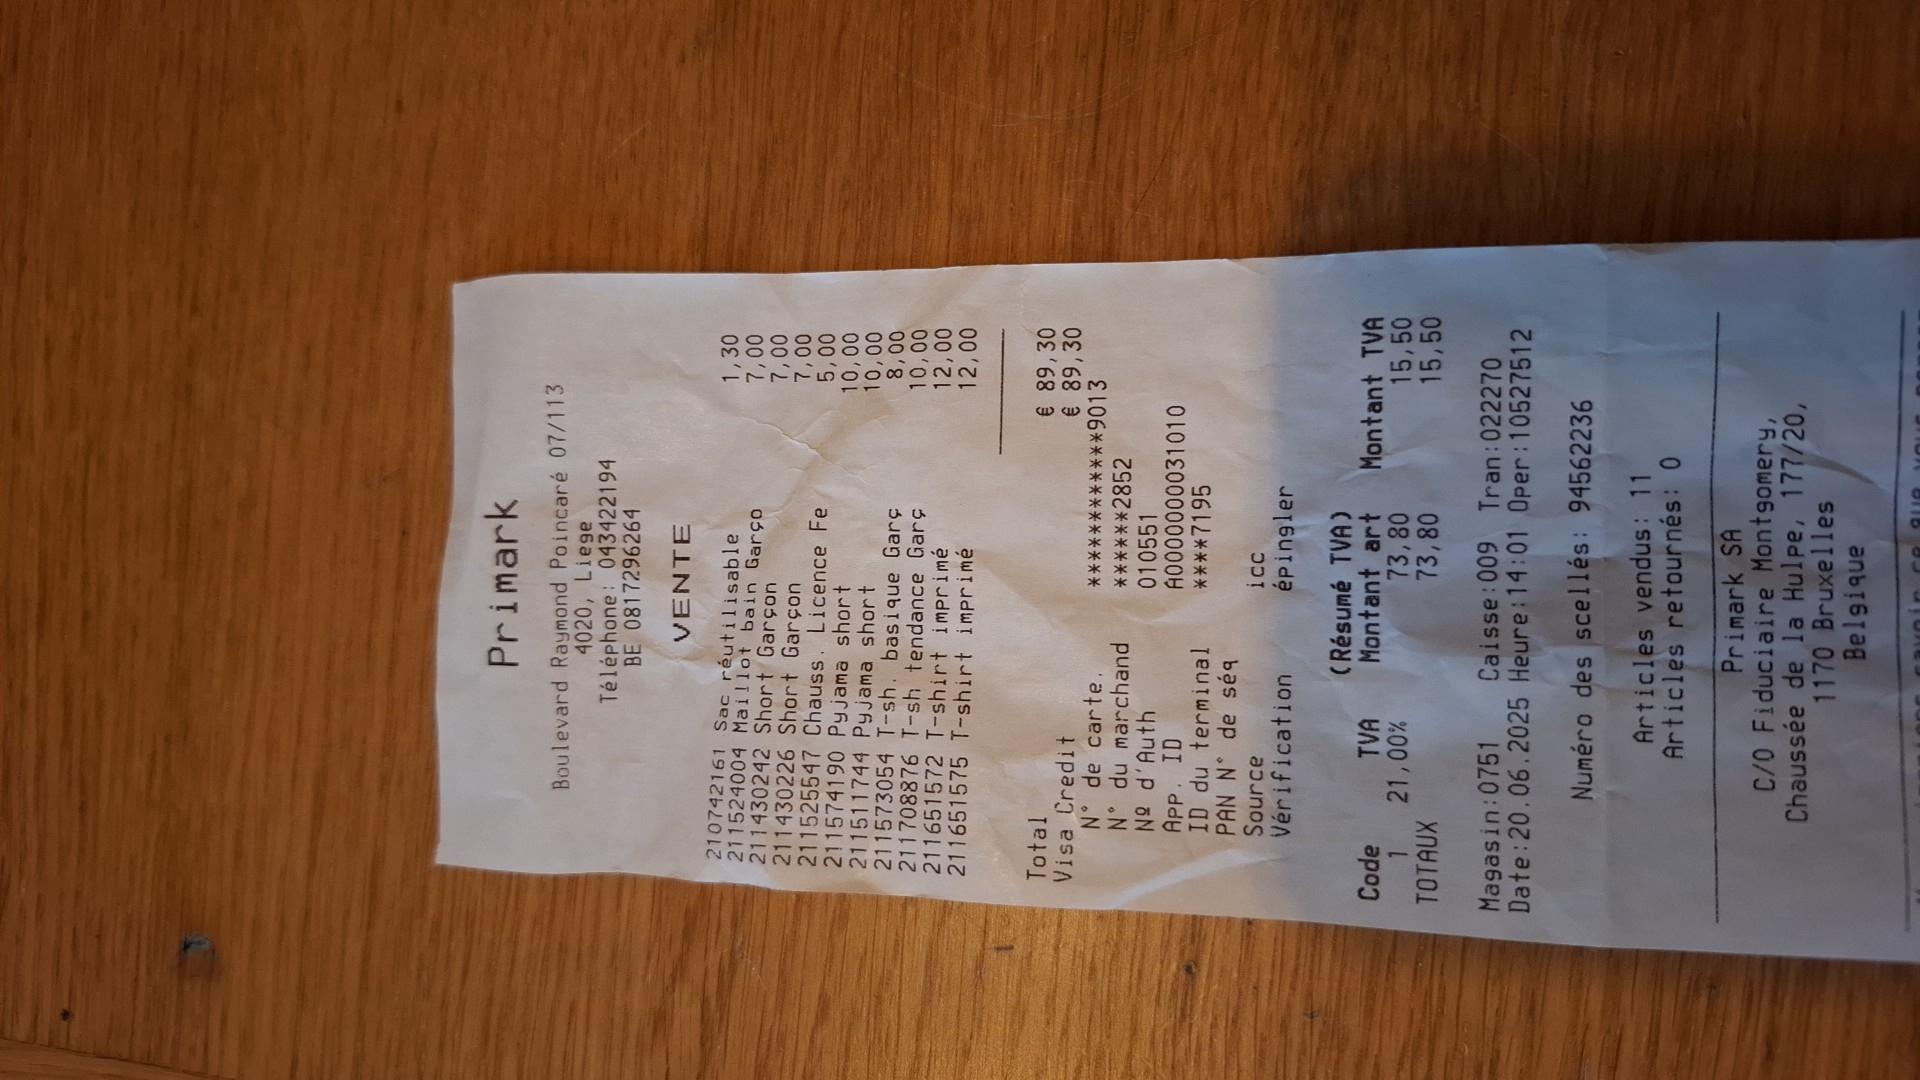 Primark
Boulevard Raymond Poincaré 07/113
4020, Liege
Téléphone: 043422194
BE 0817296264
VENTE
210742161 Sac réutilisable 1,30
211524004 Maillot bain Garço 7,00
211430242 Short Garçon 7,00
211430226 Short Garçon 7,00
211525547 Chauss. Licence Fe 5,00
211574190 Pyjama short 10,00
211511744 Pyjama short 10,00
211573054 T-sh. basique Garç 8,00
211708876 T-sh tendance Garç 10,00
211651572 T-shirt imprimé 12,00
211651575 T-shirt imprimé 12,00
Total € 89,30
Visa Credit € 89,30
N° de carte. ************9013
N° du marchand ******2852
Nº d'Auth 010551
App. ID A0000000031010
ID du terminal ****7195
PAN N° de séq
Source icc
Vérification épingler
(Résumé TVA)
Code TVA Montant art Montant TVA
1 21,00% 73,80 15,50
TOTAUX 73,80 15,50
Magasin:0751 Caisse:009 Tran:022270
Date:20.06.2025 Heure:14:01 Oper:10527512
Numéro des scellés: 94562236
Articles vendus: 11
Articles retournés: 0
Primark SA
C/O Fiduciaire Montgomery,
Chaussée de la Hulpe, 177/20,
1170 Bruxelles
Belgique